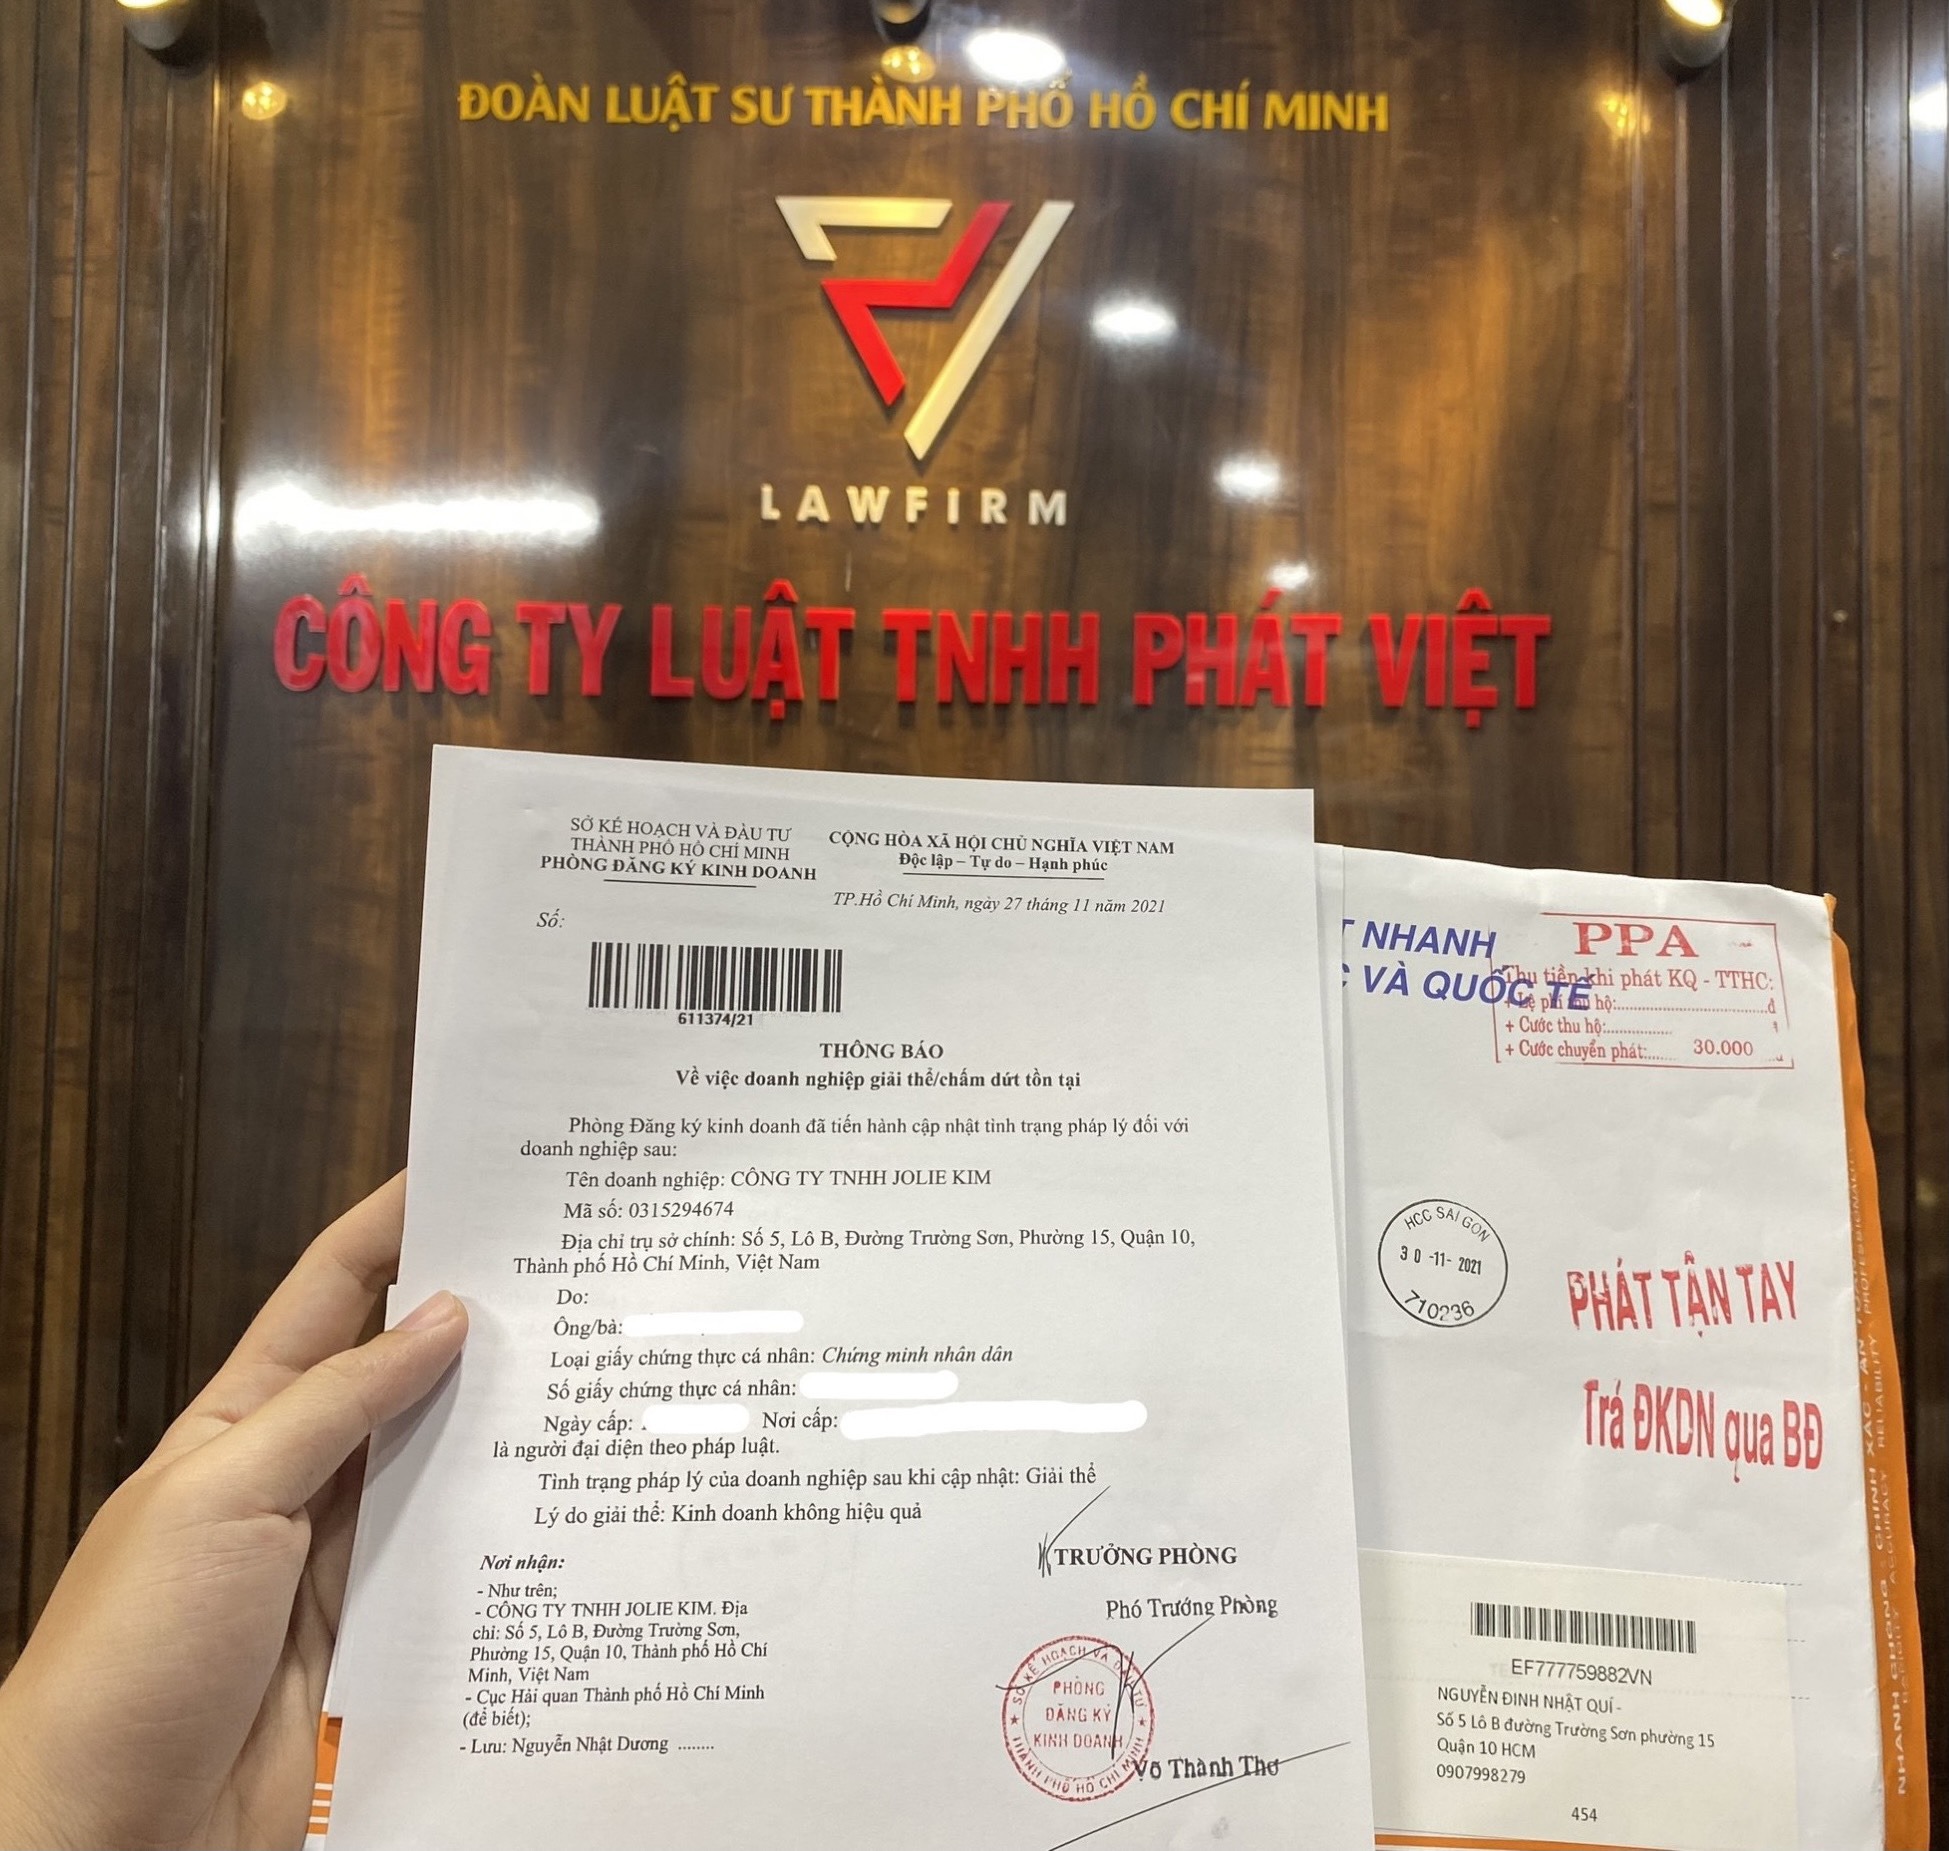 ĐOÀN LUẬT SƯ THÀNH PHỐ HỒ CHÍ MINH
LAWFIRM
CÔNG TY LUẬT TNHH PHÁT VIỆT
SỞ KẾ HOẠCH VÀ ĐẦU TƯ
THÀNH PHỐ HỒ CHÍ MINH
PHÒNG ĐĂNG KÝ KINH DOANH
CỘNG HÒA XÃ HỘI CHỦ NGHĨA VIỆT NAM
Độc lập – Tự do – Hạnh phúc
TP.Hồ Chí Minh, ngày 27 tháng 11 năm 2021
Số:
611374/21
THÔNG BÁO
Về việc doanh nghiệp giải thể/chấm dứt tồn tại
Phòng Đăng ký kinh doanh đã tiến hành cập nhật tình trạng pháp lý đối với
doanh nghiệp sau:
Tên doanh nghiệp: CÔNG TY TNHH JOLIE KIM
Mã số: 0315294674
Địa chỉ trụ sở chính: Số 5, Lô B, Đường Trường Sơn, Phường 15, Quận 10,
Thành phố Hồ Chí Minh, Việt Nam
Do:
Ông/bà:
Loại giấy chứng thực cá nhân: Chứng minh nhân dân
Số giấy chứng thực cá nhân:
Ngày cấp: Nơi cấp:
là người đại diện theo pháp luật.
Tình trạng pháp lý của doanh nghiệp sau khi cập nhật: Giải thể
Lý do giải thể: Kinh doanh không hiệu quả
Nơi nhận:
- Như trên;
- CÔNG TY TNHH JOLIE KIM. Địa
chỉ: Số 5, Lô B, Đường Trường Sơn,
Phường 15, Quận 10, Thành phố Hồ Chí
Minh, Việt Nam
- Cục Hải quan Thành phố Hồ Chí Minh
(để biết);
- Lưu: Nguyễn Nhật Dương ........
TRƯỞNG PHÒNG
Phó Trưởng Phòng
SỞ KẾ HOẠCH VÀ ĐẦU TƯ
PHÒNG
ĐĂNG KÝ
KINH DOANH
THÀNH PHỐ HỒ CHÍ MINH
Võ Thành Thơ
NHANH
VÀ QUỐC TẾ
PPA
Thu tiền khi phát KQ - TTHC:
+ Lệ phí thu hộ:..............................đ
+ Cước thu hộ:..............
+ Cước chuyển phát:...... 30.000
HCC SAI GON
30 -11- 2021
710236
PHÁT TẬN TAY
Trả ĐKDN qua BĐ
EF777759882VN
NGUYỄN ĐINH NHẬT QUÍ -
Số 5 Lô B đường Trường Sơn phường 15
Quận 10 HCM
0907998279
454